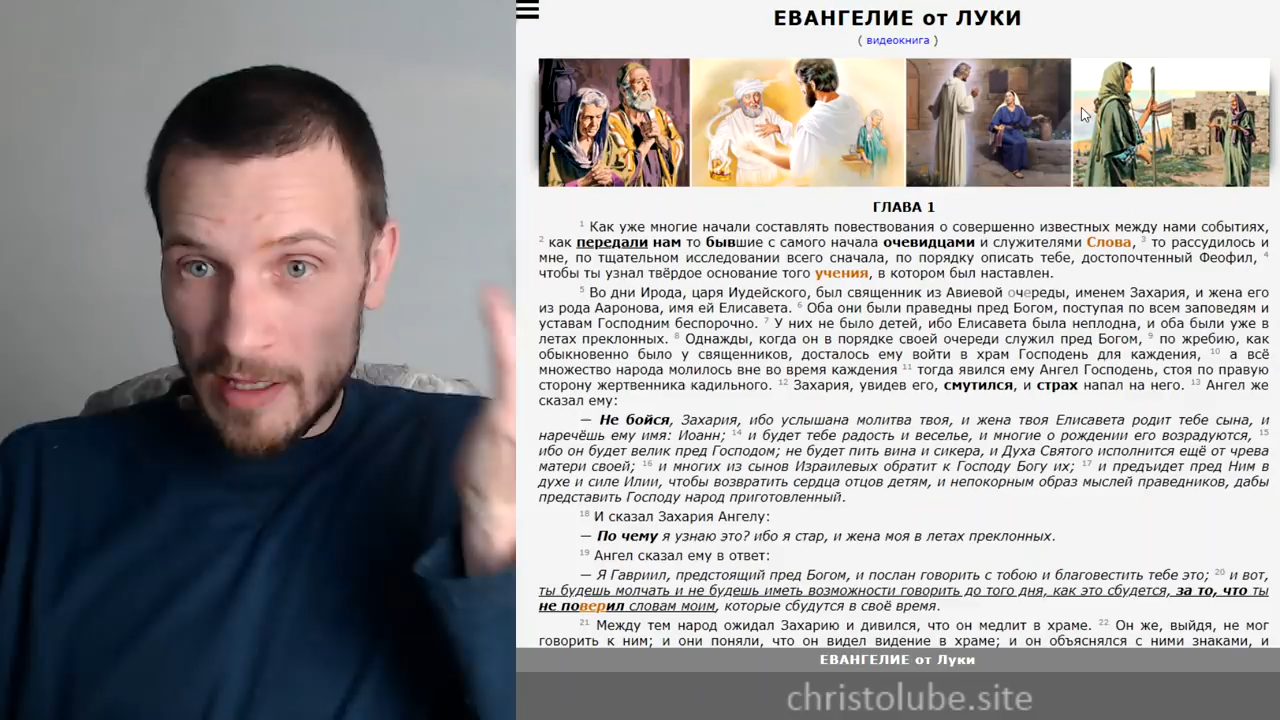 ЕВАНГЕЛИЕ от ЛУКИ
( видеокнига )
ГЛАВА 1
1 Как уже многие начали составлять повествования о совершенно известных между нами событиях,
2 как передали нам то бывшие с самого начала очевидцами и служителями Слова, 3 то рассудилось и
мне, по тщательном исследовании всего сначала, по порядку описать тебе, достопочтенный Феофил, 4
чтобы ты узнал твёрдое основание того учения, в котором был наставлен.
5 Во дни Ирода, царя Иудейского, был священник из Авиевой очереды, именем Захария, и жена его
из рода Ааронова, имя ей Елисавета. 6 Оба они были праведны пред Богом, поступая по всем заповедям и
уставам Господним беспорочно. 7 У них не было детей, ибо Елисавета была неплодна, и оба были уже в
летах преклонных. 8 Однажды, когда он в порядке своей очереди служил пред Богом, 9 по жребию, как
обыкновенно было у священников, досталось ему войти в храм Господень для каждения, 10 а всё
множество народа молилось вне во время каждения 11 тогда явился ему Ангел Господень, стоя по правую
сторону жертвенника кадильного. 12 Захария, увидев его, смутился, и страх напал на него. 13 Ангел же
сказал ему:
— Не бойся, Захария, ибо услышана молитва твоя, и жена твоя Елисавета родит тебе сына, и
наречёшь ему имя: Иоанн; 14 и будет тебе радость и веселье, и многие о рождении его возрадуются, 15
ибо он будет велик пред Господом; не будет пить вина и сикера, и Духа Святого исполнится ещё от чрева
матери своей; 16 и многих из сынов Израилевых обратит к Господу Богу их; 17 и предъидет пред Ним в
духе и силе Илии, чтобы возвратить сердца отцов детям, и непокорным образ мыслей праведников, дабы
представить Господу народ приготовленный.
18 И сказал Захария Ангелу:
— По чему я узнаю это? ибо я стар, и жена моя в летах преклонных.
19 Ангел сказал ему в ответ:
— Я Гавриил, предстоящий пред Богом, и послан говорить с тобою и благовестить тебе это; 20 и вот,
ты будешь молчать и не будешь иметь возможности говорить до того дня, как это сбудется, за то, что ты
не поверил словам моим, которые сбудутся в своё время.
21 Между тем народ ожидал Захарию и дивился, что он медлит в храме. 22 Он же, выйдя, не мог
говорить к ним; и они поняли, что он видел видение в храме; и он объяснялся с ними знаками, и
ЕВАНГЕЛИЕ от Луки
christolube.site